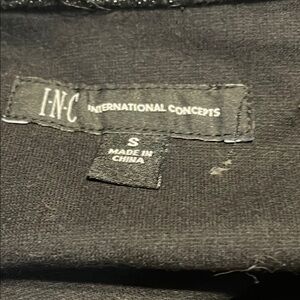 I·N·C INTERNATIONAL CONCEPTS
S
MADE IN
CHINA